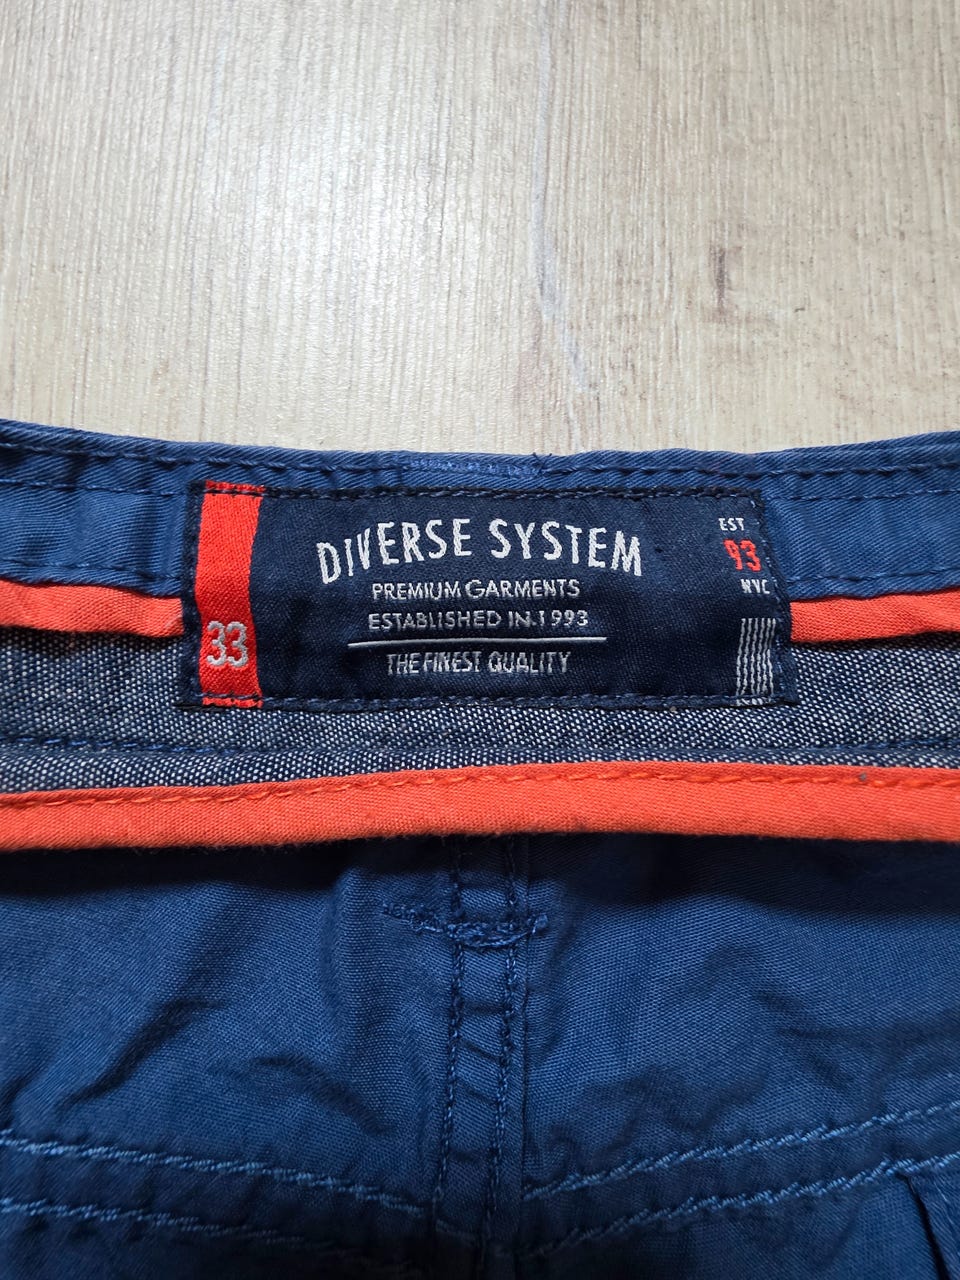 33
DIVERSE SYSTEM
PREMIUM GARMENTS
ESTABLISHED IN 1993
THE FINEST QUALITY
EST.
93
NYC